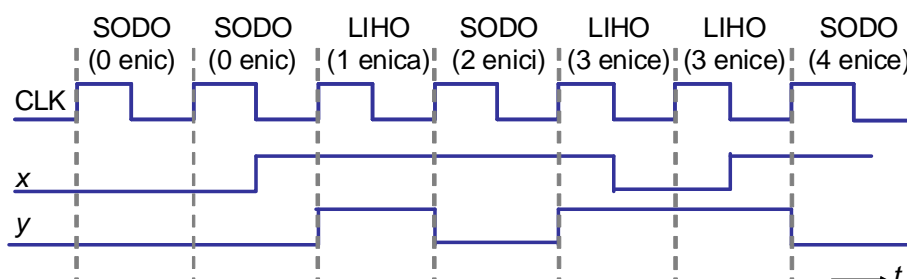 SODO SODO LIHO SODO LIHO LIHO SODO
(0 enic) (0 enic) (1 enica) (2 enici) (3 enice) (3 enice) (4 enice)
CLK
x
y
t